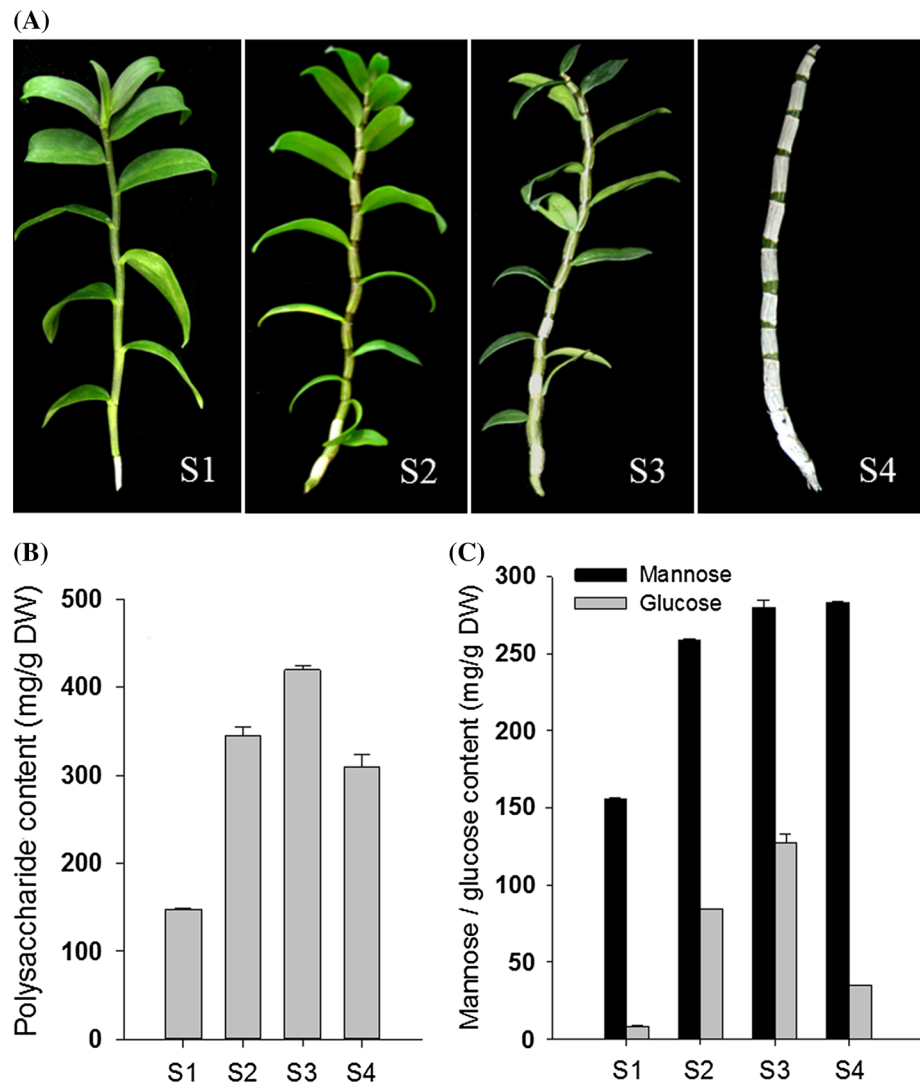 (A)
S1
S2
S3
S4
(B)
Polysaccharide content (mg/g DW)
500
400
300
200
100
0
S1 S2 S3 S4
(C)
Mannose / glucose content (mg/g DW)
Mannose
Glucose
300
250
200
150
100
50
0
S1 S2 S3 S4